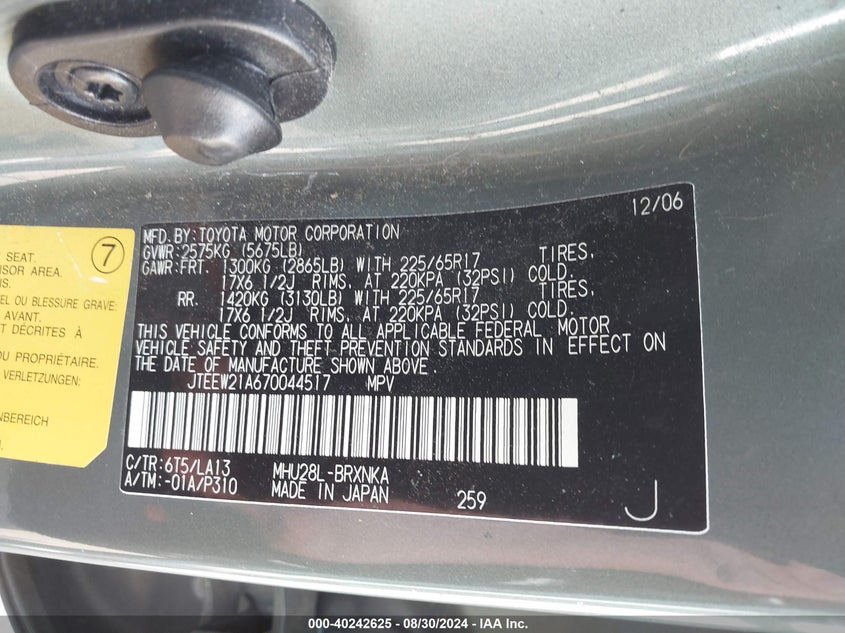 7
SEAT.
SOR AREA.
EL OU BLESSURE GRAVE:
AVANT.
T DÉCRITES À
U PROPRIÉTAIRE.
VERLETZUNG
BEREICH
12/06
MFD.BY:TOYOTA MOTOR CORPORATION
GVWR:2575KG (5675LB)
GAWR:FRT. 1300KG (2865LB) WITH 225/65R17 TIRES,
17X6 1/2J RIMS, AT 220KPA (32PSI) COLD.
RR. 1420KG (3130LB) WITH 225/65R17 TIRES,
17X6 1/2J RIMS, AT 220KPA (32PSI) COLD.
THIS VEHICLE CONFORMS TO ALL APPLICABLE FEDERAL MOTOR
VEHICLE SAFETY AND THEFT PREVENTION STANDARDS IN EFFECT ON
THE DATE OF MANUFACTURE SHOWN ABOVE.
JTEEW21A670044517 MPV
C/TR:6T5/LA13 MHU28L-BRXNKA
A/TM:-01A/P310 MADE IN JAPAN 259 J
000-40242625 - 08/30/2024 - IAA Inc.